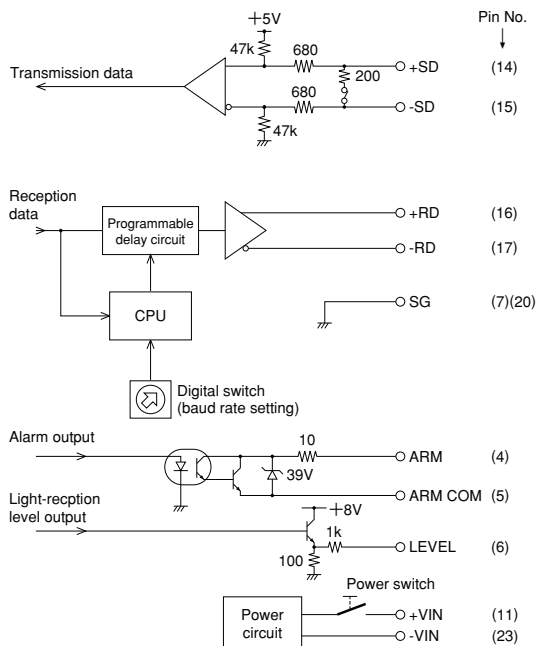 Pin No.
+5V
47k
680
+SD
(14)
Transmission data
200
680
-SD
(15)
47k
Reception
data
Programmable
delay circuit
+RD
(16)
-RD
(17)
CPU
SG
(7)(20)
Digital switch
(baud rate setting)
Alarm output
10
ARM
(4)
39V
ARM COM
(5)
Light-recption
level output
+8V
1k
LEVEL
(6)
100
Power switch
Power
circuit
+VIN
(11)
-VIN
(23)